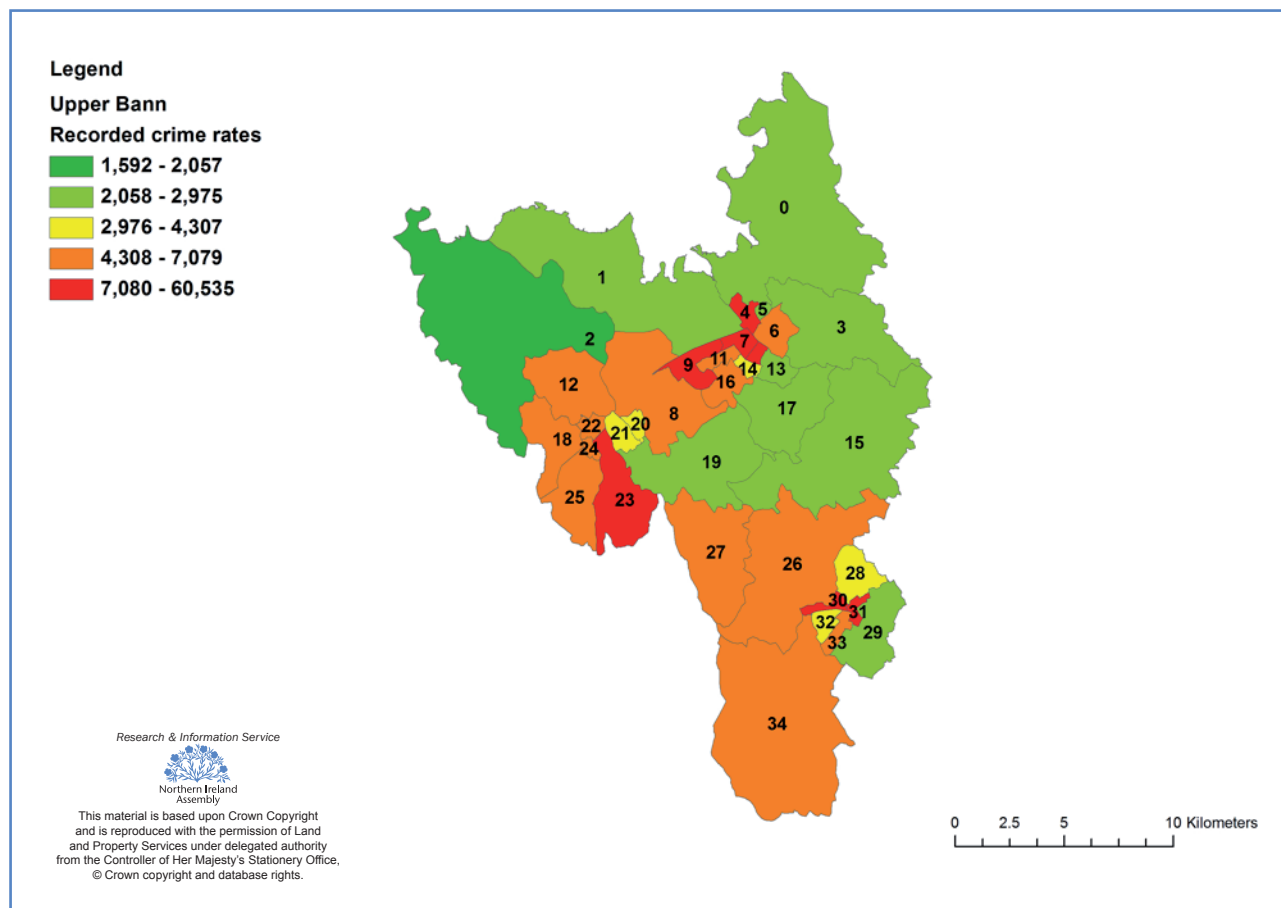 Legend
Upper Bann
Recorded crime rates
1,592 - 2,057
2,058 - 2,975
2,976 - 4,307
4,308 - 7,079
7,080 - 60,535
0
1
2
3
4
5
6
7
8
9
11
12
13
14
15
16
17
18
19
20
21
22
23
24
25
26
27
28
29
30
31
32
33
34
Research & Information Service
Northern Ireland
Assembly
This material is based upon Crown Copyright
and is reproduced with the permission of Land
and Property Services under delegated authority
from the Controller of Her Majesty's Stationery Office,
© Crown copyright and database rights.
0 2.5 5 10 Kilometers